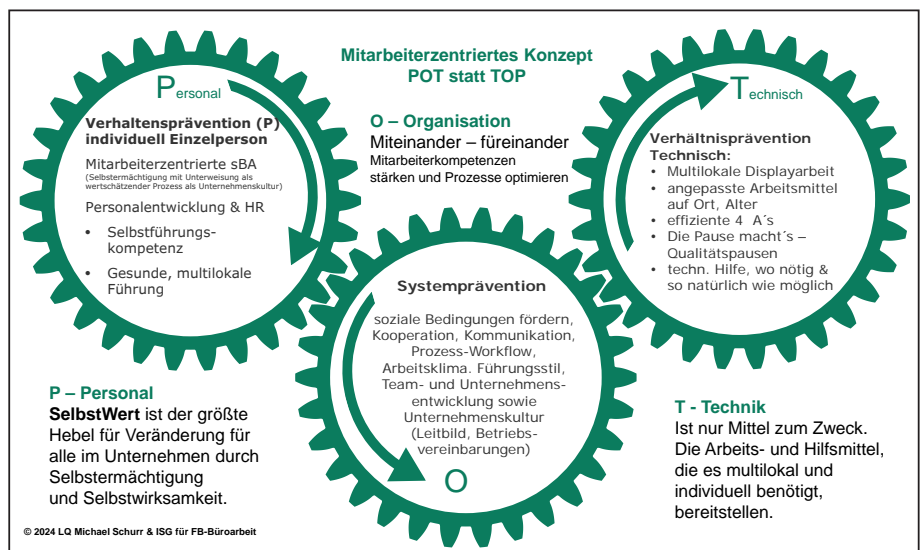 Mitarbeiterzentriertes Konzept
POT statt TOP
O – Organisation
Miteinander – füreinander
Mitarbeiterkompetenzen
stärken und Prozesse optimieren
Personal
Verhaltensprävention (P)
individuell Einzelperson
Mitarbeiterzentrierte sBA
(Selbstermächtigung mit Unterweisung als
wertschätzender Prozess als Unternehmenskultur)
Personalentwicklung & HR
• Selbstführungs-
kompetenz
• Gesunde, multilokale
Führung
Technisch
Verhältnisprävention
Technisch:
• Multilokale Displayarbeit
• angepasste Arbeitsmittel
auf Ort, Alter
• effiziente 4 A´s
• Die Pause macht´s –
Qualitätspausen
• techn. Hilfe, wo nötig &
so natürlich wie möglich
Systemprävention
soziale Bedingungen fördern,
Kooperation, Kommunikation,
Prozess-Workflow,
Arbeitsklima. Führungsstil,
Team- und Unternehmens-
entwicklung sowie
Unternehmenskultur
(Leitbild, Betriebs-
vereinbarungen)
O
P – Personal
SelbstWert ist der größte
Hebel für Veränderung für
alle im Unternehmen durch
Selbstermächtigung
und Selbstwirksamkeit.
T - Technik
Ist nur Mittel zum Zweck.
Die Arbeits- und Hilfsmittel,
die es multilokal und
individuell benötigt,
bereitstellen.
© 2024 LQ Michael Schurr & ISG für FB-Büroarbeit